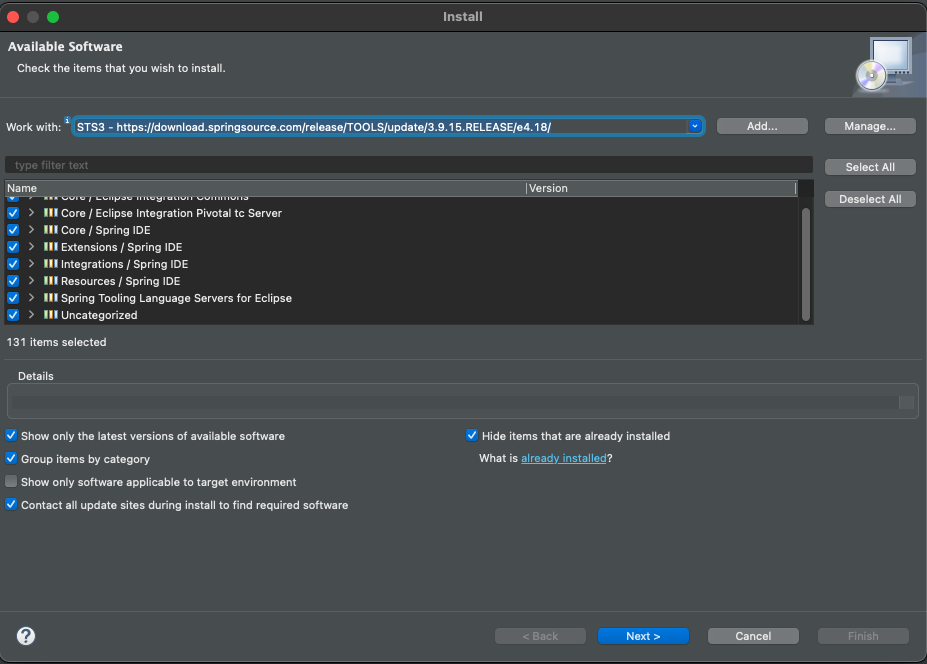 Install
Available Software
Check the items that you wish to install.
Work with: STS3 - https://download.springsource.com/release/TOOLS/update/3.9.15.RELEASE/e4.18/ Add... Manage...
type filter text
Select All
Name Version
Deselect All
Core / Eclipse Integration Commons
Core / Eclipse Integration Pivotal tc Server
Core / Spring IDE
Extensions / Spring IDE
Integrations / Spring IDE
Resources / Spring IDE
Spring Tooling Language Servers for Eclipse
Uncategorized
131 items selected
Details
Show only the latest versions of available software
Hide items that are already installed
Group items by category
What is already installed?
Show only software applicable to target environment
Contact all update sites during install to find required software
? < Back Next > Cancel Finish